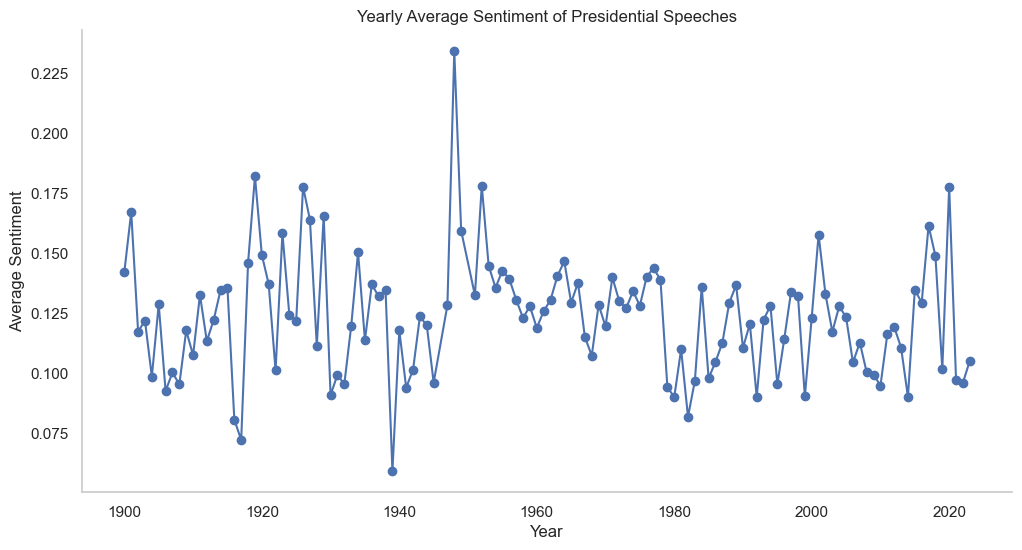 Yearly Average Sentiment of Presidential Speeches
Average Sentiment
0.225
0.200
0.175
0.150
0.125
0.100
0.075
1900 1920 1940 1960 1980 2000 2020
Year